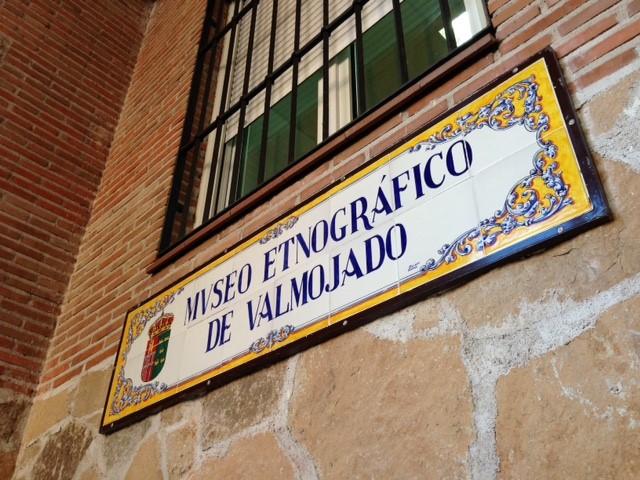 MVSEO ETNOGRÁFICO
DE VALMOJADO